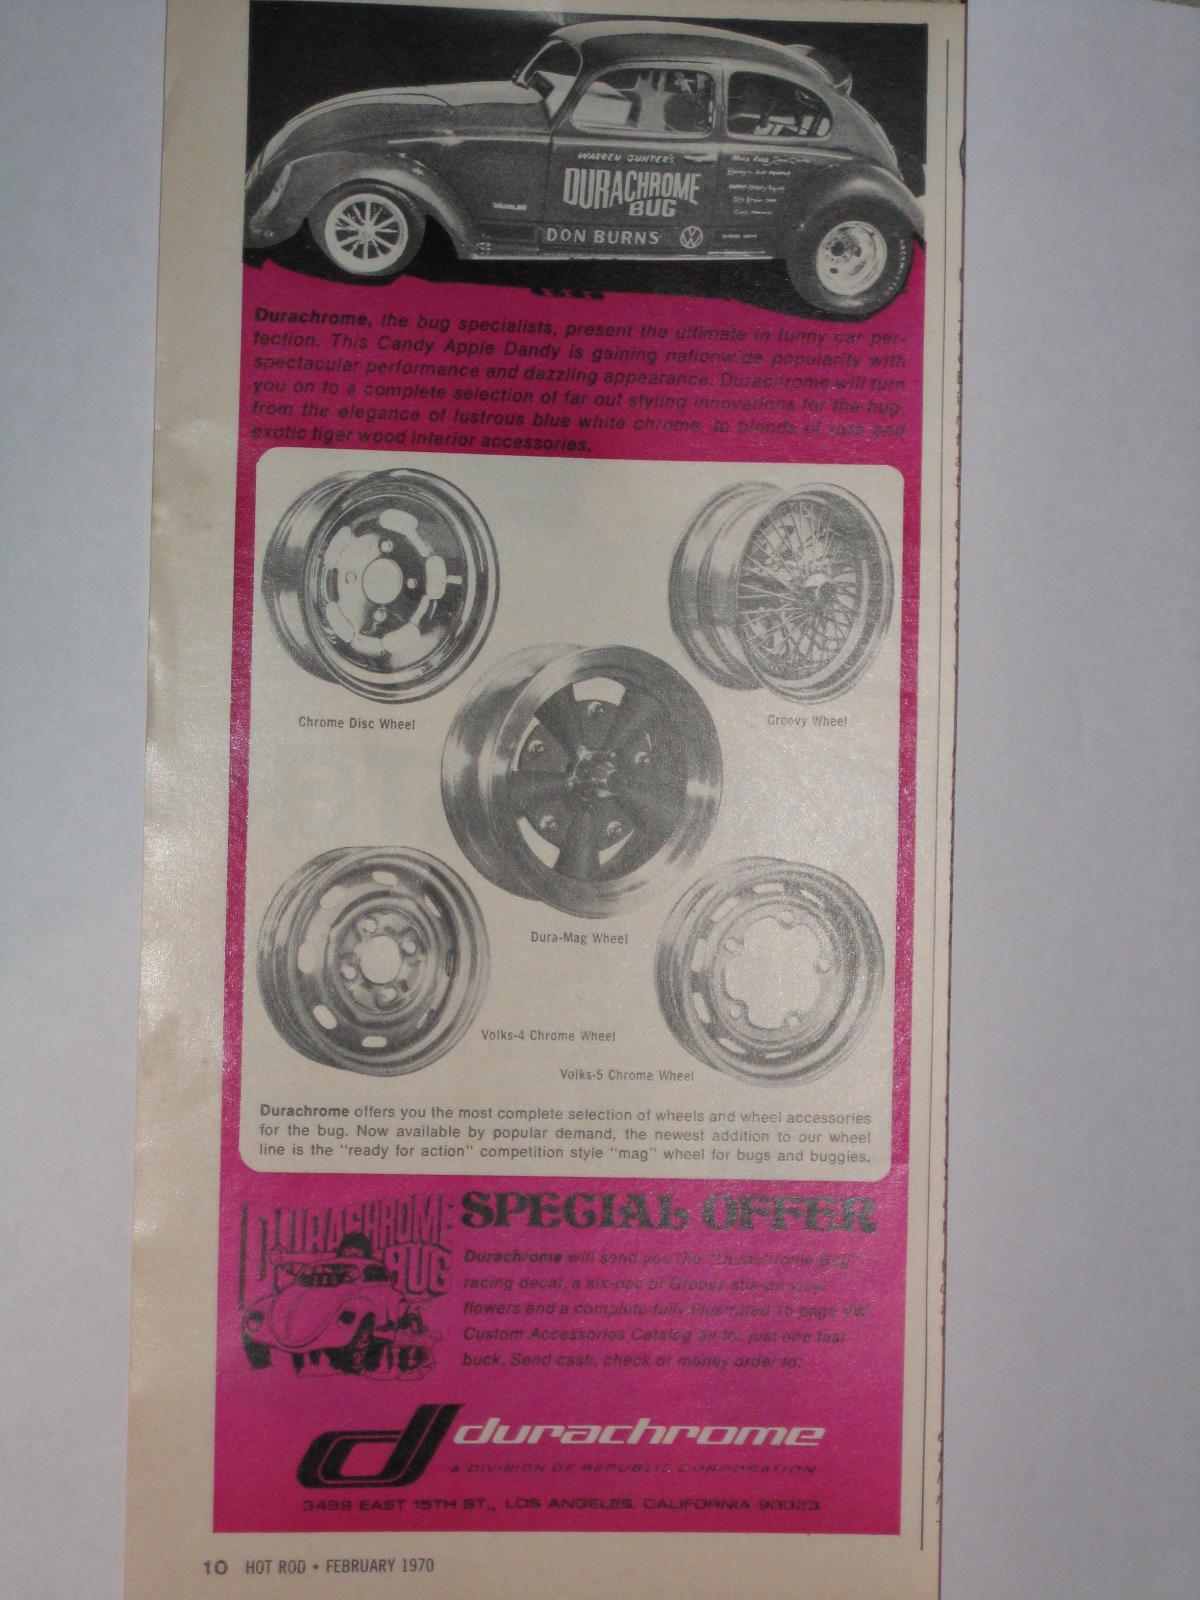 WARREN GUNTER'S
DURACHROME
BUG
DON BURNS
Durachrome, the bug specialists, present the ultimate in funny car per-
fection. This Candy Apple Dandy is gaining nationwide popularity with
spectacular performance and dazzling appearance. Durachrome will turn
you on to a complete selection of far out styling innovations for the bug,
from the elegance of lustrous blue white chrome, to blends of rare and
exotic tiger wood interior accessories.
Chrome Disc Wheel
Groovy Wheel
Dura-Mag Wheel
Volks-4 Chrome Wheel
Volks-5 Chrome Wheel
Durachrome offers you the most complete selection of wheels and wheel accessories
for the bug. Now available by popular demand, the newest addition to our wheel
line is the "ready for action" competition style "mag" wheel for bugs and buggies.
DURACHROME
BUG
SPECIAL OFFER
Durachrome will send you the "Durachrome Bug"
racing decal, a six-pac of Groovy stik-on vinyl
flowers and a complete fully illustrated 16-page VW
Custom Accessories Catalog all for just one fast
buck. Send cash, check or money order to:
d durachrome
A DIVISION OF REPUBLIC CORPORATION
3499 EAST 15TH ST., LOS ANGELES, CALIFORNIA 90023
10 HOT ROD • FEBRUARY 1970